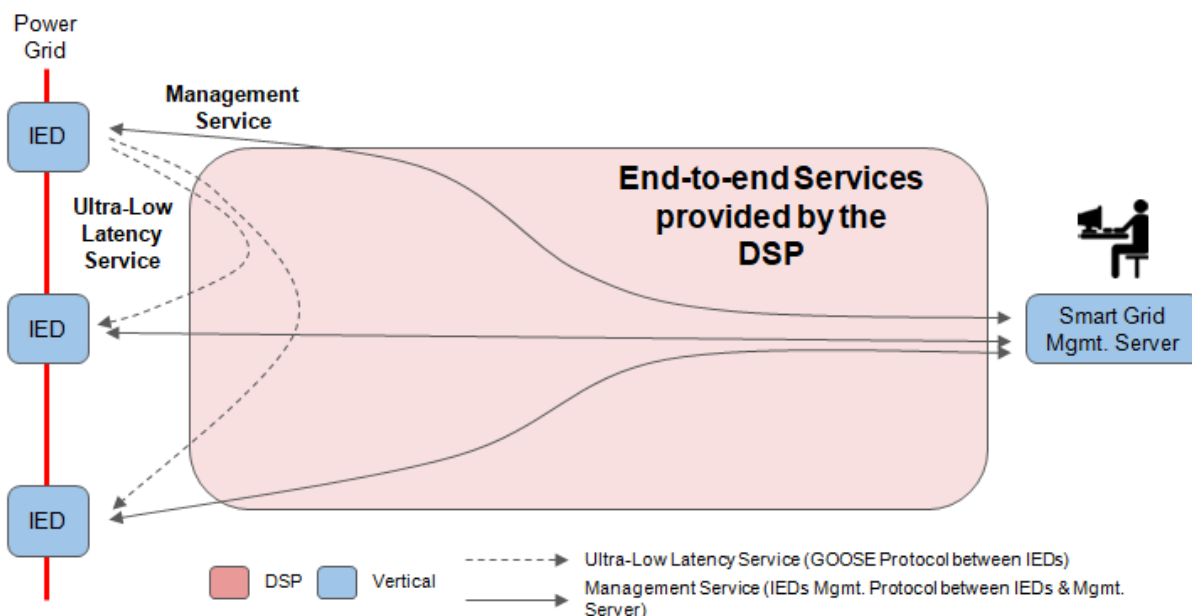 Power
Grid
IED
Management
Service
End-to-end Services
provided by the
DSP
Ultra-Low
Latency
Service
IED
Smart Grid
Mgmt. Server
IED
DSP
Vertical
Ultra-Low Latency Service (GOOSE Protocol between IEDs)
Management Service (IEDs Mgmt. Protocol between IEDs & Mgmt.
Server)